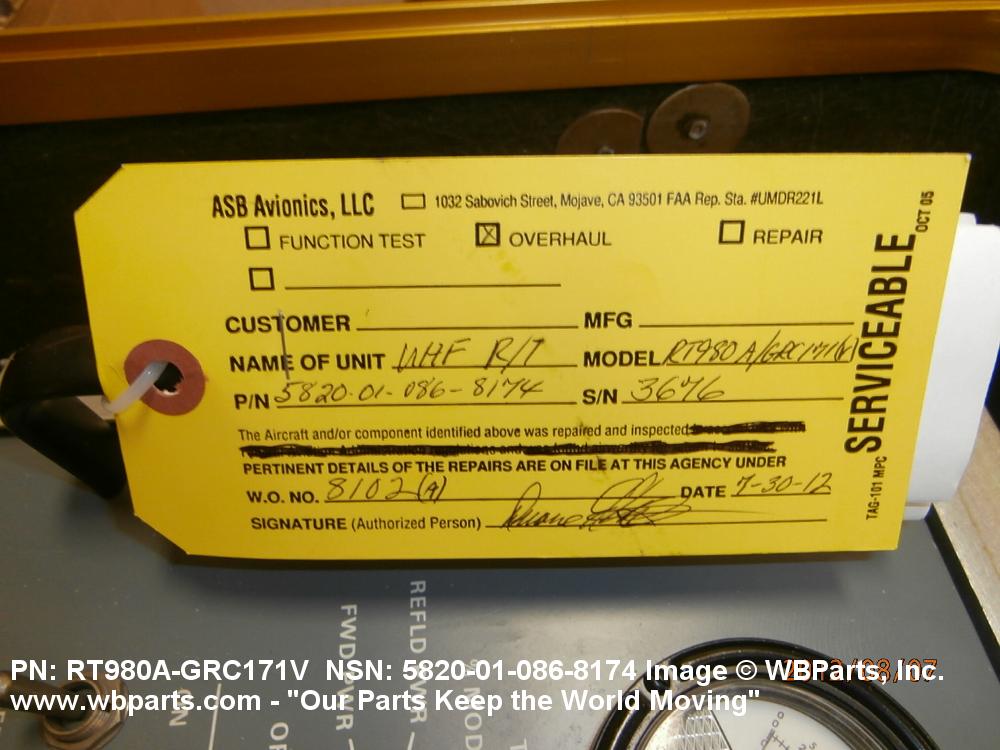 ASB Avionics, LLC 1032 Sabovich Street, Mojave, CA 93501 FAA Rep. Sta. #UMDR221L
FUNCTION TEST OVERHAUL REPAIR
CUSTOMER MFG
NAME OF UNIT UHF R/T MODEL RT980A/GRC171(V)
P/N 5820-01-086-8174 S/N 3676
The Aircraft and/or component identified above was repaired and inspected
PERTINENT DETAILS OF THE REPAIRS ARE ON FILE AT THIS AGENCY UNDER
W.O. NO. 8102(A) DATE 7-30-12
SIGNATURE (Authorized Person)
TAG-101 MPC SERVICEABLE OCT 05
REFLD
FWD
MOD
ON
PN: RT980A-GRC171V NSN: 5820-01-086-8174 Image © WBParts, Inc.
www.wbparts.com - "Our Parts Keep the World Moving"